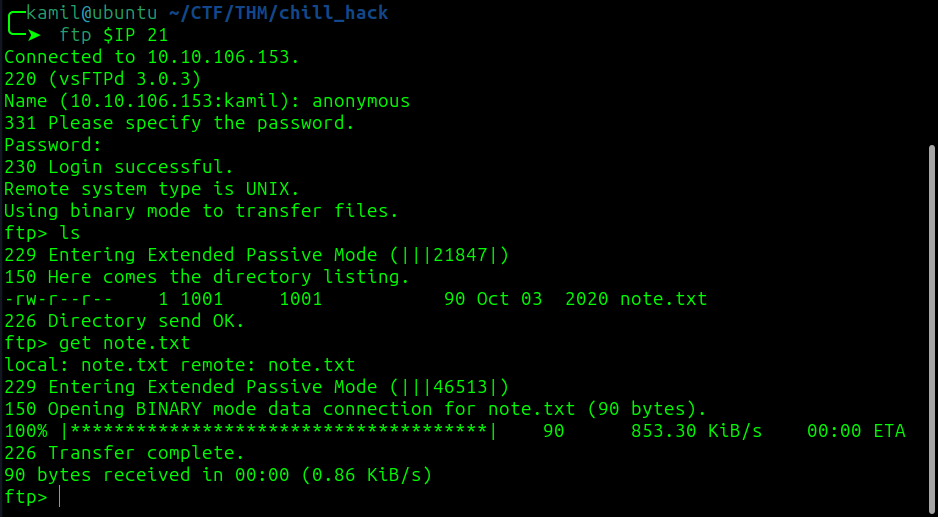 kamil@ubuntu ~/CTF/THM/chill_hack
➤ ftp $IP 21
Connected to 10.10.106.153.
220 (vsFTPd 3.0.3)
Name (10.10.106.153:kamil): anonymous
331 Please specify the password.
Password:
230 Login successful.
Remote system type is UNIX.
Using binary mode to transfer files.
ftp> ls
229 Entering Extended Passive Mode (|||21847|)
150 Here comes the directory listing.
-rw-r--r--    1 1001     1001           90 Oct 03  2020 note.txt
226 Directory send OK.
ftp> get note.txt
local: note.txt remote: note.txt
229 Entering Extended Passive Mode (|||46513|)
150 Opening BINARY mode data connection for note.txt (90 bytes).
100% |**************************************|    90      853.30 KiB/s    00:00 ETA
226 Transfer complete.
90 bytes received in 00:00 (0.86 KiB/s)
ftp>